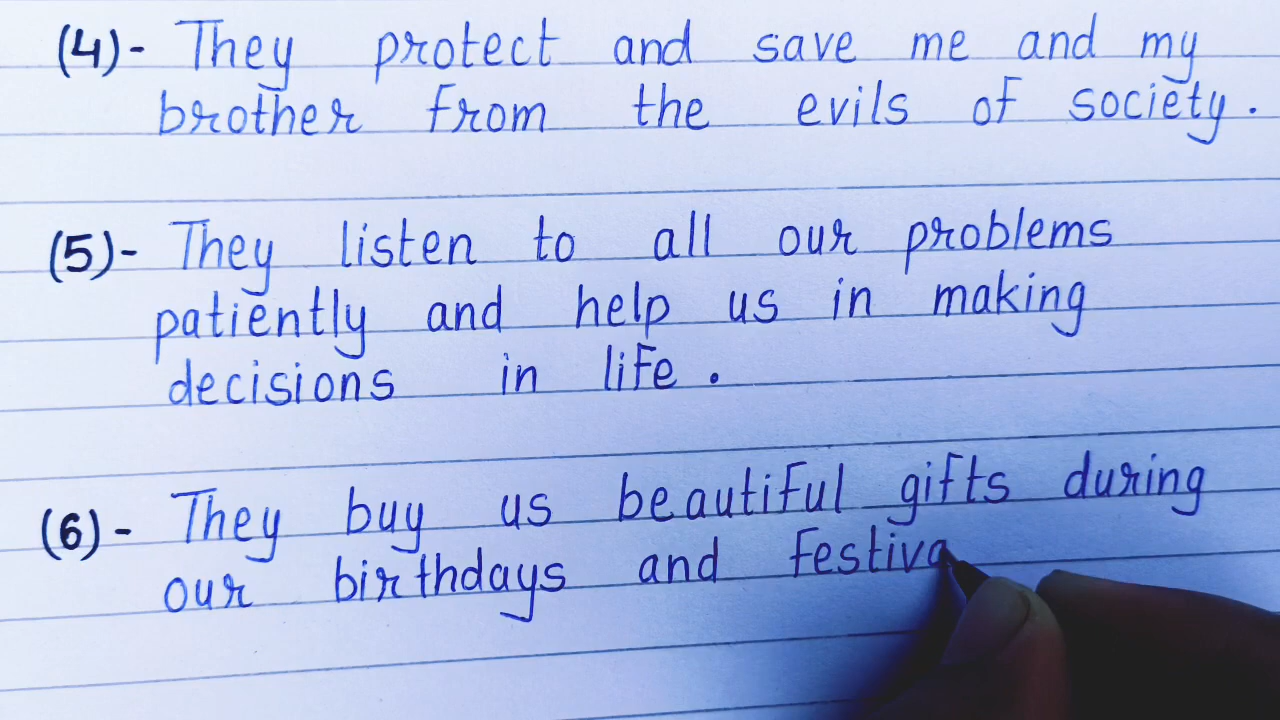 (4)- They protect and save me and my
brother from the evils of society.
(5)- They listen to all our problems
patiently and help us in making
decisions in life.
(6)- They buy us beautiful gifts during
our birthdays and festiva